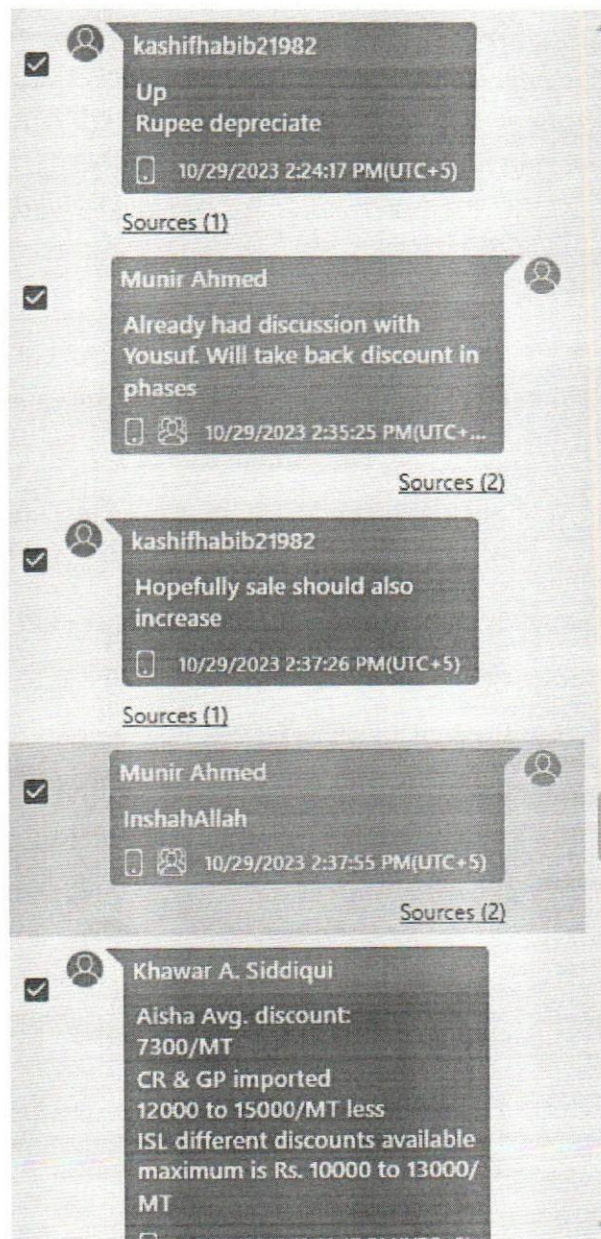 kashifhabib21982
Up
Rupee depreciate
10/29/2023 2:24:17 PM(UTC+5)
Sources (1)
Munir Ahmed
Already had discussion with
Yousuf. Will take back discount in
phases
10/29/2023 2:35:25 PM(UTC+...
Sources (2)
kashifhabib21982
Hopefully sale should also
increase
10/29/2023 2:37:26 PM(UTC+5)
Sources (1)
Munir Ahmed
InshahAllah
10/29/2023 2:37:55 PM(UTC+5)
Sources (2)
Khawar A. Siddiqui
Aisha Avg. discount:
7300/MT
CR & GP imported
12000 to 15000/MT less
ISL different discounts available
maximum is Rs. 10000 to 13000/
MT